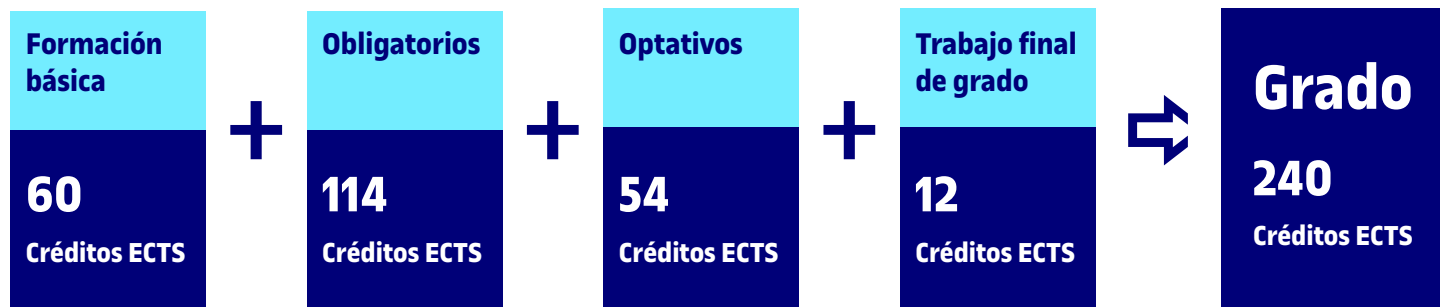 Formación
básica
60
Créditos ECTS
+
Obligatorios
114
Créditos ECTS
+
Optativos
54
Créditos ECTS
+
Trabajo final
de grado
12
Créditos ECTS
Grado
240
Créditos ECTS